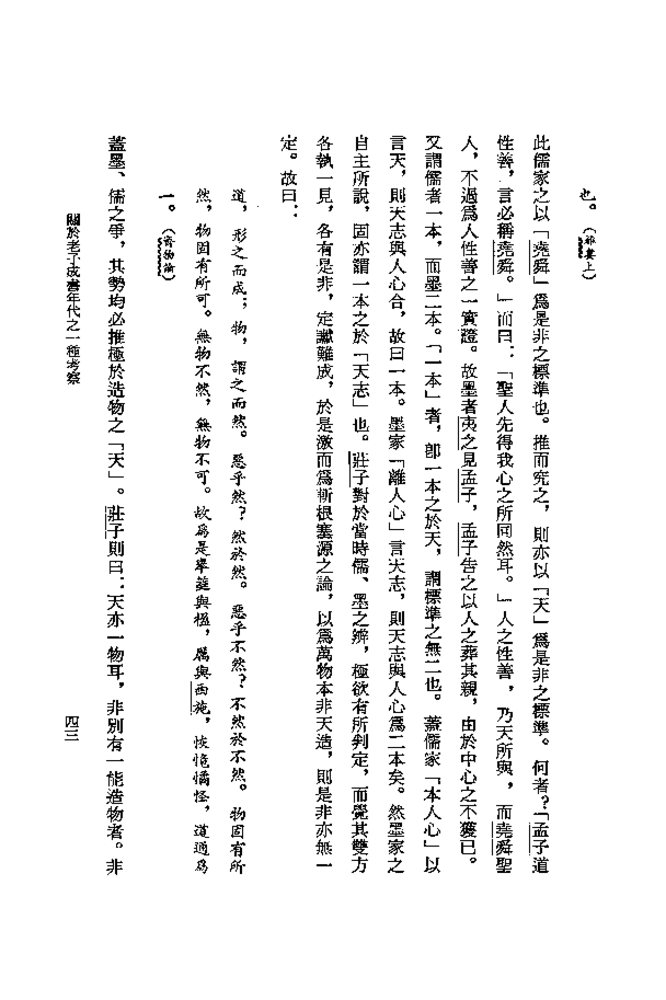 也。（非樂上）
此儒家之以「堯舜」爲是非之標準也。推而究之，則亦以「天」爲是非之標準。何者？「孟子道
性善，言必稱堯舜。」而曰：「聖人先得我心之所同然耳。」人之性善，乃天所與，而堯舜聖
人，不過爲人性善之一實證。故墨者夷之見孟子，孟子告之以人之葬其親，由於中心之不獲已。
又謂儒者一本，而墨二本。「一本」者，卽一本之於天，謂標準之無二也。蓋儒家「本人心」以
言天，則天志與人心合，故曰一本。墨家「離人心」言天志，則天志與人心爲二本矣。然墨家之
自主所說，固亦謂一本之於「天志」也。莊子對於當時儒、墨之辨，極欲有所判定，而覺其雙方
各執一見，各有是非，定讞難成，於是激而爲斬根塞源之論，以爲萬物本非天造，則是非亦無一
定。故曰：
道，形之而成；物，謂之而然。惡乎然？然於然。惡乎不然？不然於不然。物固有所
然，物固有所可。無物不然，無物不可。故爲是舉莛與楹，厲與西施，恢恑憰怪，道通爲
一。（齊物論）
蓋墨、儒之爭，其勢均必推極於造物之「天」。莊子則曰：天亦一物耳，非別有一能造物者。非
關於老子成書年代之一種考察
四三